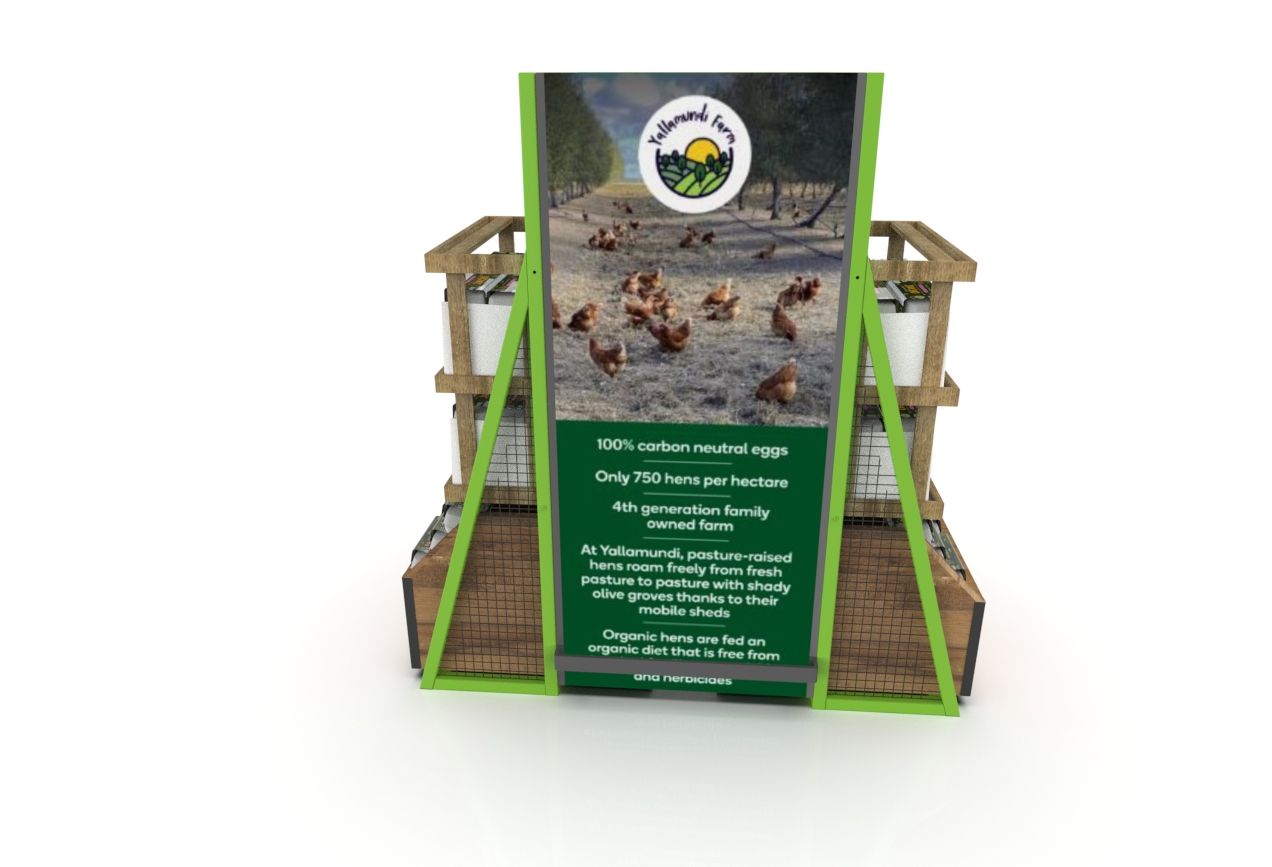 Yallamundi Farm
100% carbon neutral eggs
Only 750 hens per hectare
4th generation family
owned farm
At Yallamundi, pasture-raised
hens roam freely from fresh
pasture to pasture with shady
olive groves thanks to their
mobile sheds
Organic hens are fed an
organic diet that is free from
and herbicides